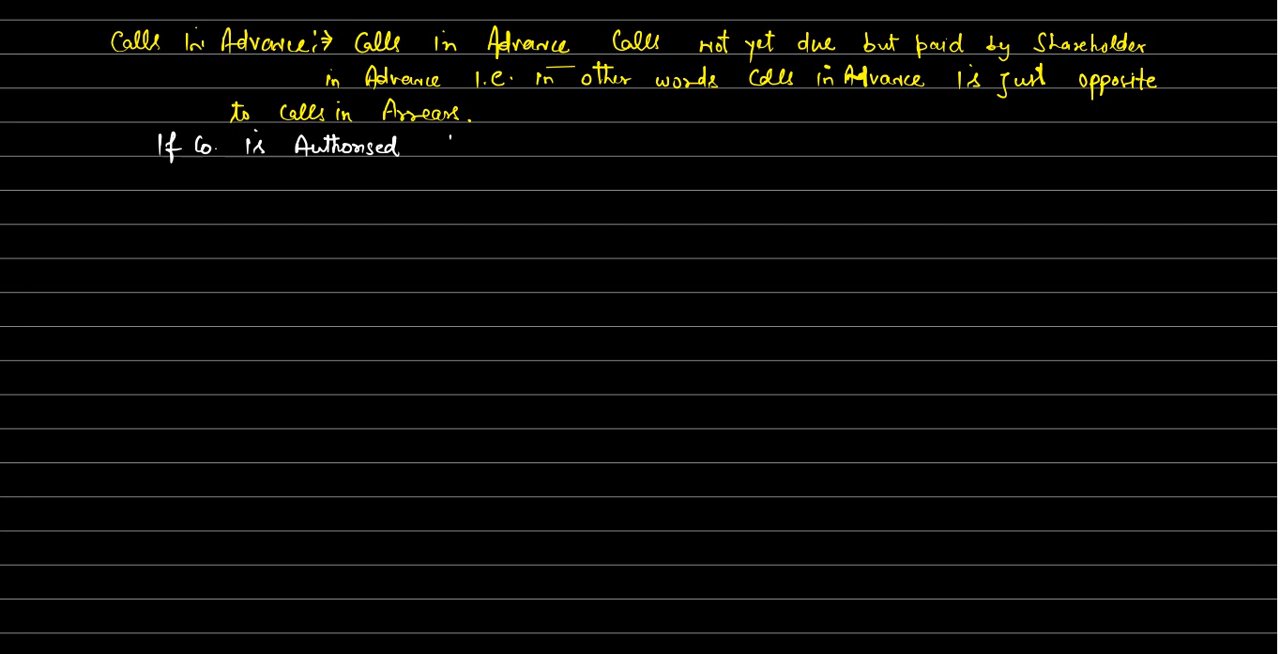 Calls in Advance:→ Calls in Advance Calls not yet due but paid by Shareholder
in Advance i.e. in other words Calls in Advance is just opposite
to Calls in Arrears.
If Co. is Authorised